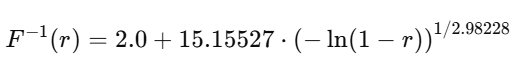 F⁻¹(r) = 2.0 + 15.15527 · (− ln(1 − r))^{1/2.98228}